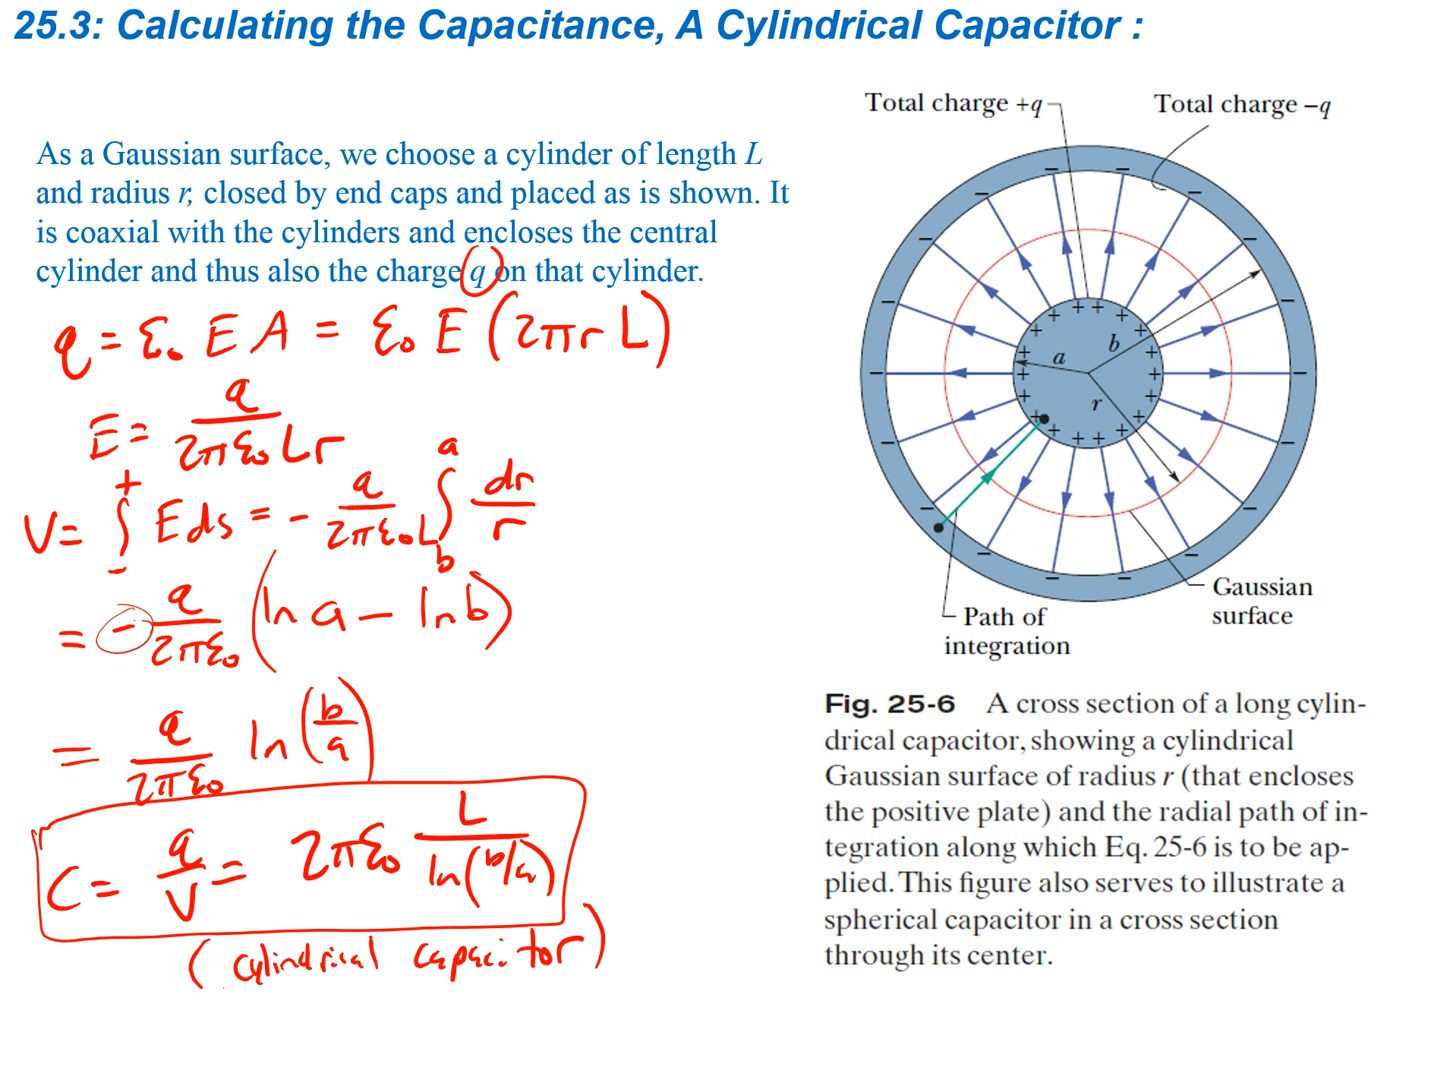 25.3: Calculating the Capacitance, A Cylindrical Capacitor :
As a Gaussian surface, we choose a cylinder of length L
and radius r, closed by end caps and placed as is shown. It
is coaxial with the cylinders and encloses the central
cylinder and thus also the charge q on that cylinder.
q = ε₀ E A = ε₀ E (2πr L)
E = q / 2πε₀Lr
V = ∫₋⁺ E ds = - q / 2πε₀L ∫_b^a dr / r
= - q / 2πε₀ (ln a - ln b)
= q / 2πε₀ ln (b/a)
C = q / V = 2πε₀ L / ln(b/a)
(cylindrical capacitor)
Total charge +q
Total charge –q
a
b
r
Path of
integration
Gaussian
surface
Fig. 25-6 A cross section of a long cylin-
drical capacitor, showing a cylindrical
Gaussian surface of radius r (that encloses
the positive plate) and the radial path of in-
tegration along which Eq. 25-6 is to be ap-
plied. This figure also serves to illustrate a
spherical capacitor in a cross section
through its center.